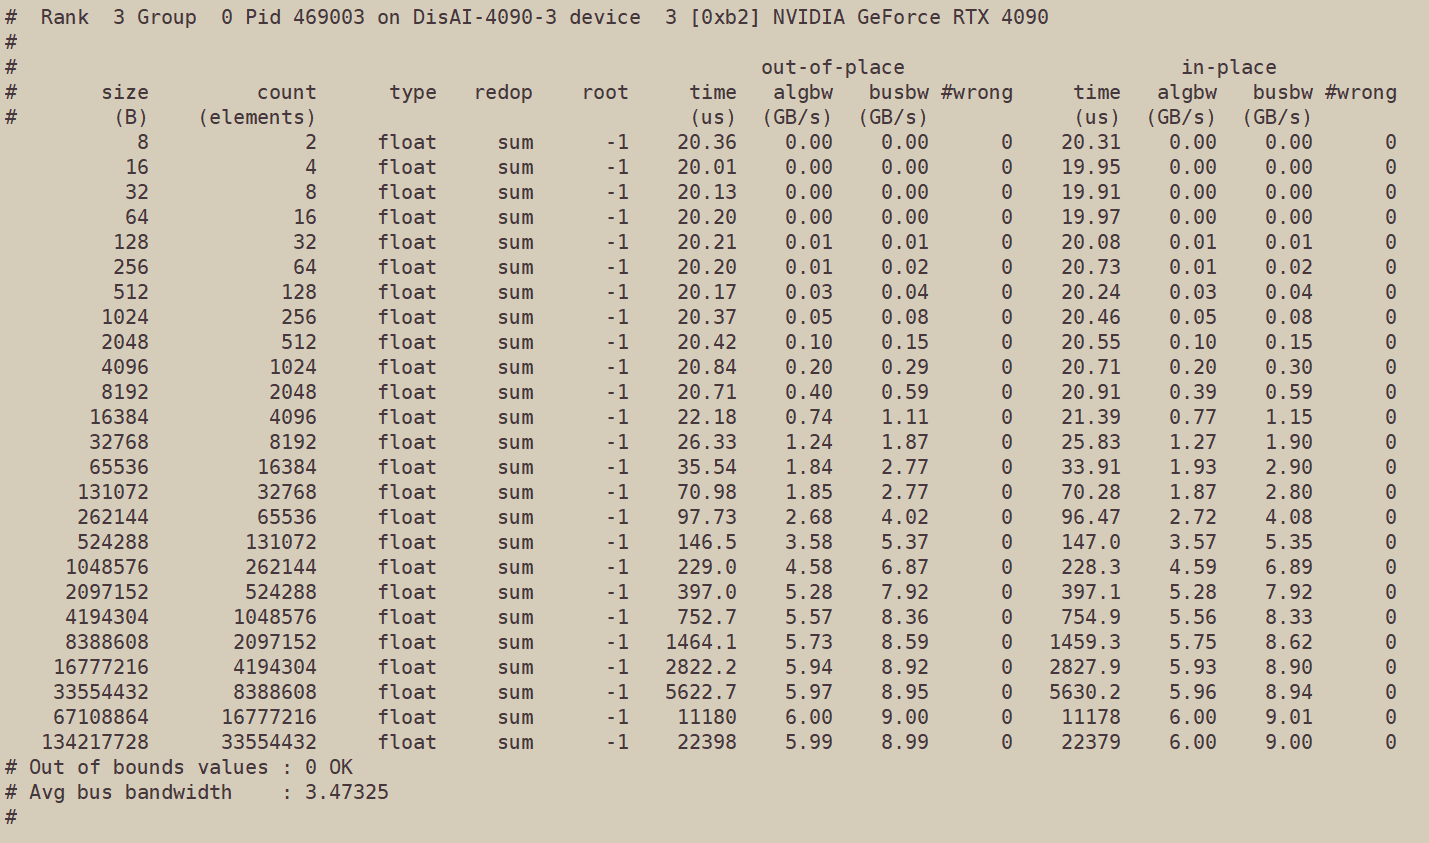 #  Rank  3 Group  0 Pid 469003 on DisAI-4090-3 device  3 [0xb2] NVIDIA GeForce RTX 4090
#
#                                                              out-of-place                       in-place
#       size         count      type   redop    root     time   algbw   busbw #wrong     time   algbw   busbw #wrong
#        (B)    (elements)                               (us)  (GB/s)  (GB/s)            (us)  (GB/s)  (GB/s)
           8             2     float     sum      -1    20.36    0.00    0.00      0    20.31    0.00    0.00      0
          16             4     float     sum      -1    20.01    0.00    0.00      0    19.95    0.00    0.00      0
          32             8     float     sum      -1    20.13    0.00    0.00      0    19.91    0.00    0.00      0
          64            16     float     sum      -1    20.20    0.00    0.00      0    19.97    0.00    0.00      0
         128            32     float     sum      -1    20.21    0.01    0.01      0    20.08    0.01    0.01      0
         256            64     float     sum      -1    20.20    0.01    0.02      0    20.73    0.01    0.02      0
         512           128     float     sum      -1    20.17    0.03    0.04      0    20.24    0.03    0.04      0
        1024           256     float     sum      -1    20.37    0.05    0.08      0    20.46    0.05    0.08      0
        2048           512     float     sum      -1    20.42    0.10    0.15      0    20.55    0.10    0.15      0
        4096          1024     float     sum      -1    20.84    0.20    0.29      0    20.71    0.20    0.30      0
        8192          2048     float     sum      -1    20.71    0.40    0.59      0    20.91    0.39    0.59      0
       16384          4096     float     sum      -1    22.18    0.74    1.11      0    21.39    0.77    1.15      0
       32768          8192     float     sum      -1    26.33    1.24    1.87      0    25.83    1.27    1.90      0
       65536         16384     float     sum      -1    35.54    1.84    2.77      0    33.91    1.93    2.90      0
      131072         32768     float     sum      -1    70.98    1.85    2.77      0    70.28    1.87    2.80      0
      262144         65536     float     sum      -1    97.73    2.68    4.02      0    96.47    2.72    4.08      0
      524288        131072     float     sum      -1    146.5    3.58    5.37      0    147.0    3.57    5.35      0
     1048576        262144     float     sum      -1    229.0    4.58    6.87      0    228.3    4.59    6.89      0
     2097152        524288     float     sum      -1    397.0    5.28    7.92      0    397.1    5.28    7.92      0
     4194304       1048576     float     sum      -1    752.7    5.57    8.36      0    754.9    5.56    8.33      0
     8388608       2097152     float     sum      -1   1464.1    5.73    8.59      0   1459.3    5.75    8.62      0
    16777216       4194304     float     sum      -1   2822.2    5.94    8.92      0   2827.9    5.93    8.90      0
    33554432       8388608     float     sum      -1   5622.7    5.97    8.95      0   5630.2    5.96    8.94      0
    67108864      16777216     float     sum      -1    11180    6.00    9.00      0    11178    6.00    9.01      0
   134217728      33554432     float     sum      -1    22398    5.99    8.99      0    22379    6.00    9.00      0
# Out of bounds values : 0 OK
# Avg bus bandwidth    : 3.47325
#